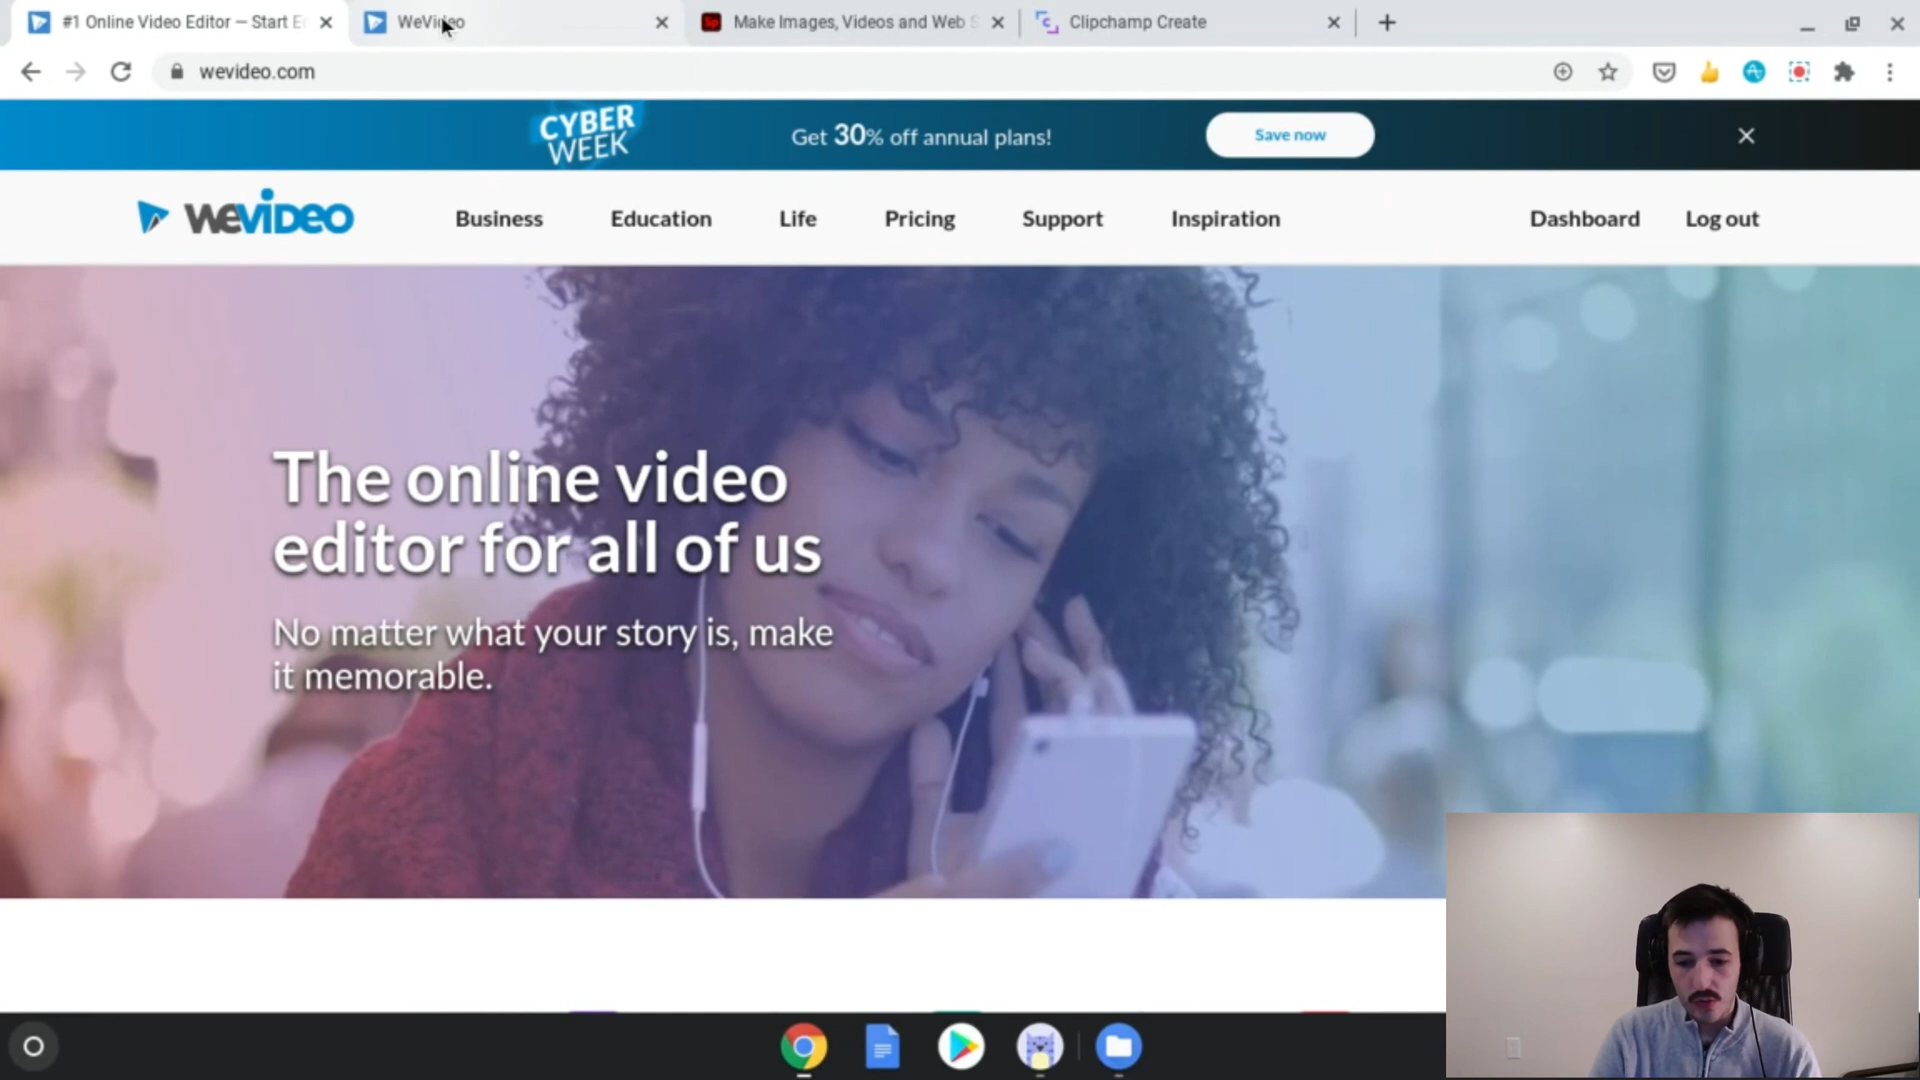 #1 Online Video Editor – Start E
WeVideo
Make Images, Videos and Web S
Clipchamp Create
wevideo.com
CYBER
WEEK
Get 30% off annual plans!
Save now
WEVIDEO
Business
Education
Life
Pricing
Support
Inspiration
Dashboard
Log out
The online video
editor for all of us
No matter what your story is, make
it memorable.